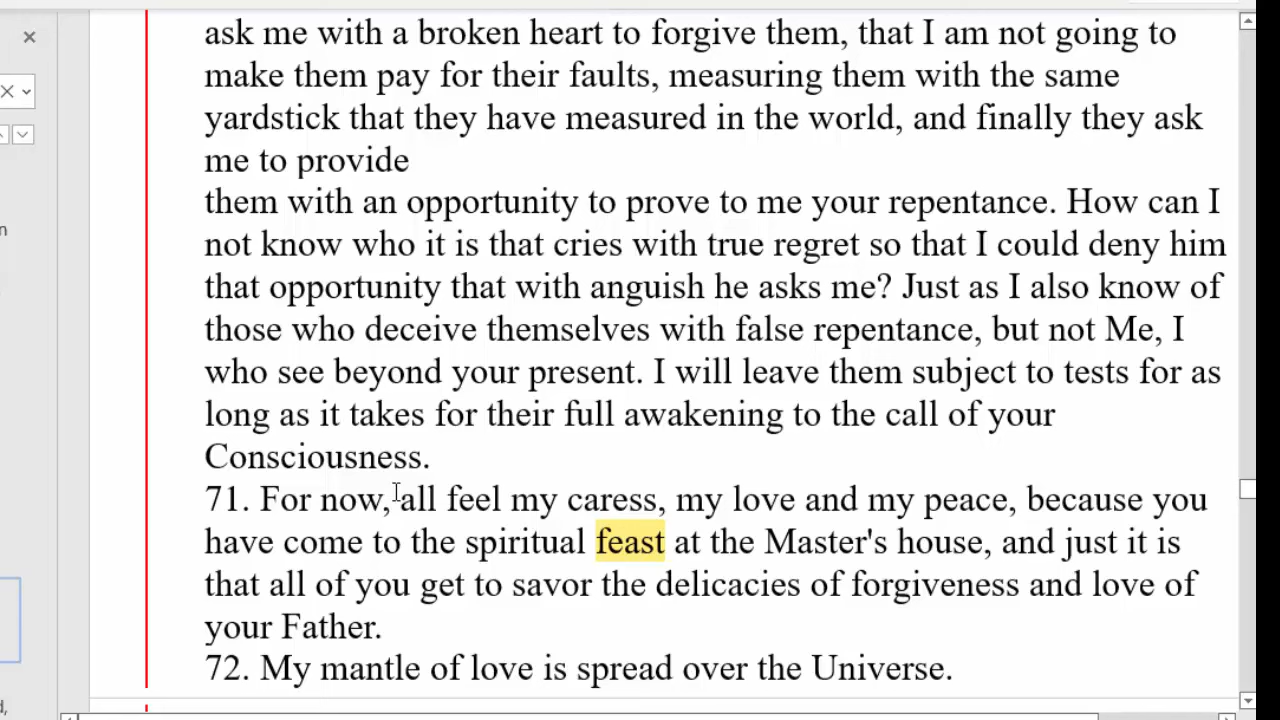 ask me with a broken heart to forgive them, that I am not going to
make them pay for their faults, measuring them with the same
yardstick that they have measured in the world, and finally they ask
me to provide
them with an opportunity to prove to me your repentance. How can I
not know who it is that cries with true regret so that I could deny him
that opportunity that with anguish he asks me? Just as I also know of
those who deceive themselves with false repentance, but not Me, I
who see beyond your present. I will leave them subject to tests for as
long as it takes for their full awakening to the call of your
Consciousness.
71. For now, all feel my caress, my love and my peace, because you
have come to the spiritual feast at the Master's house, and just it is
that all of you get to savor the delicacies of forgiveness and love of
your Father.
72. My mantle of love is spread over the Universe.